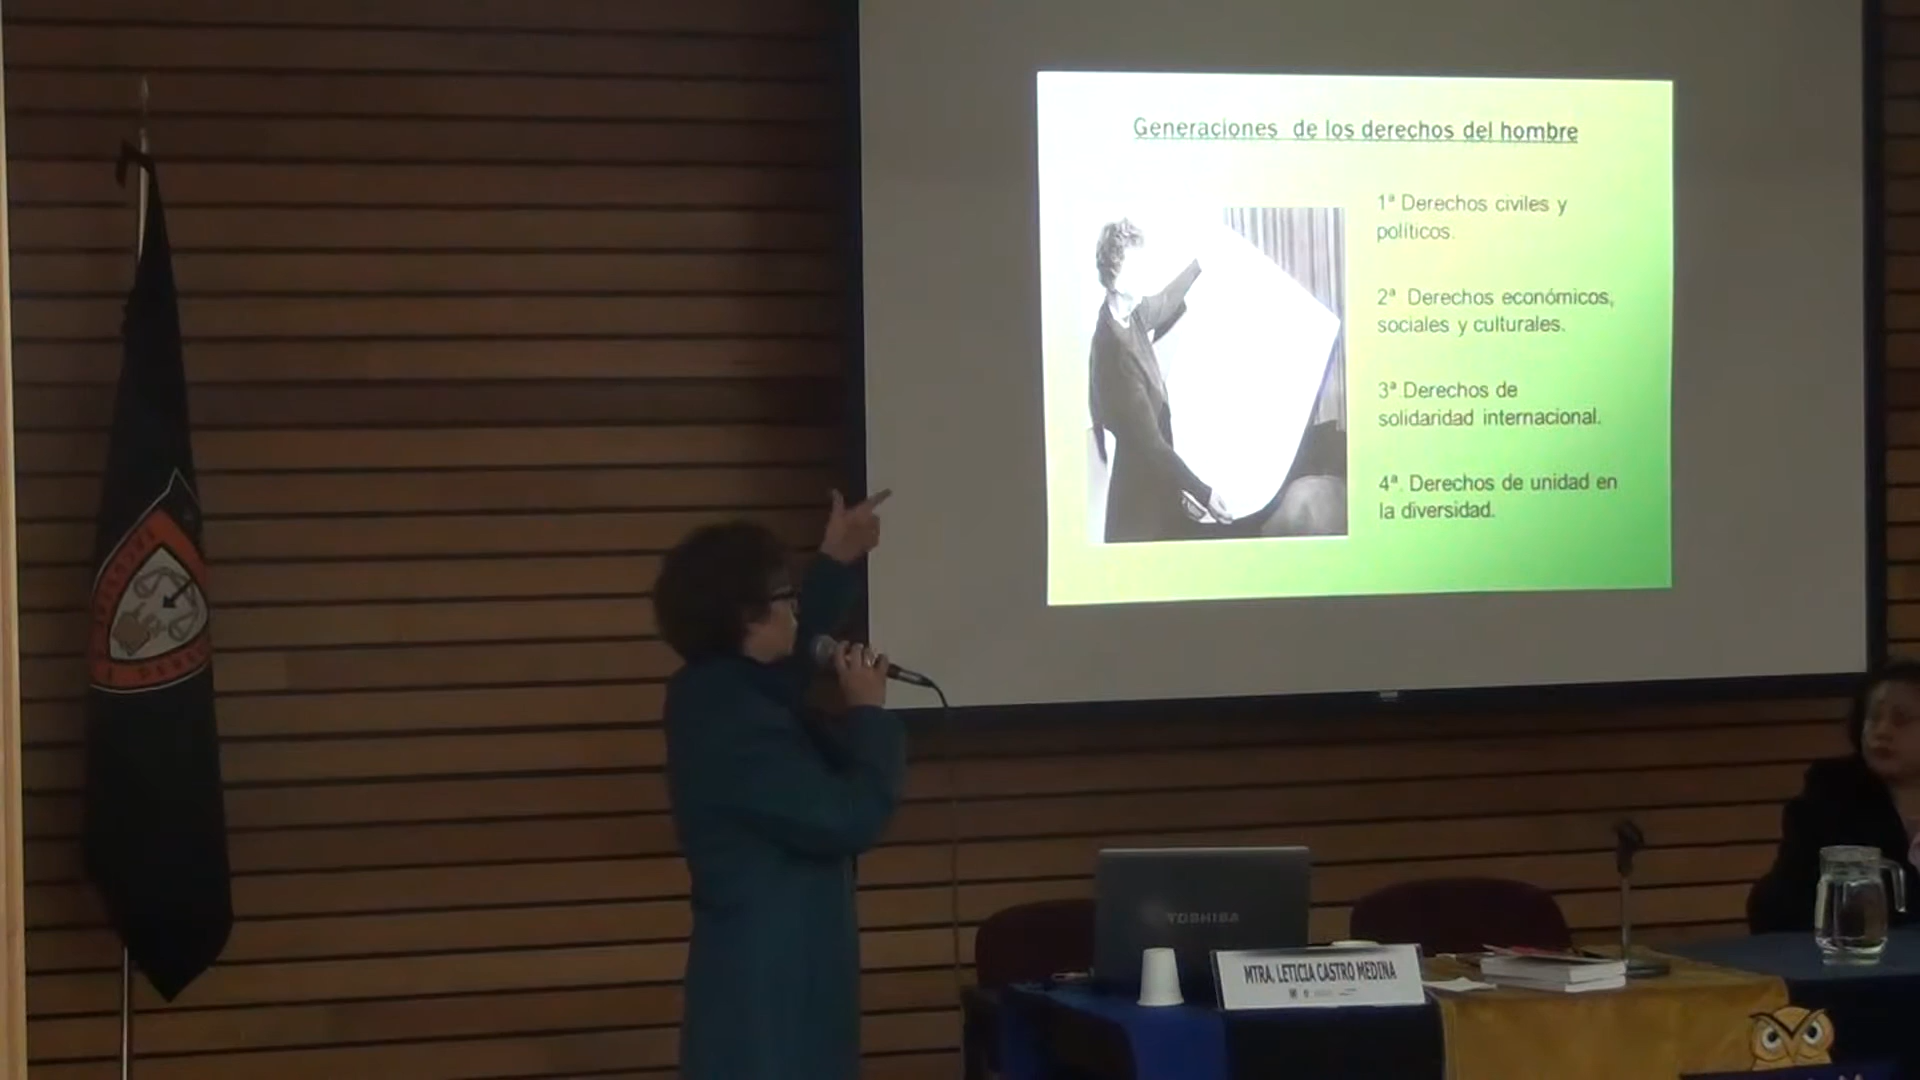 Generaciones de los derechos del hombre
1ª Derechos civiles y
políticos.
2ª Derechos económicos,
sociales y culturales.
3ª Derechos de
solidaridad internacional.
4ª. Derechos de unidad en
la diversidad.
TOSHIBA
MTRA. LETICIA CASTRO MEDINA